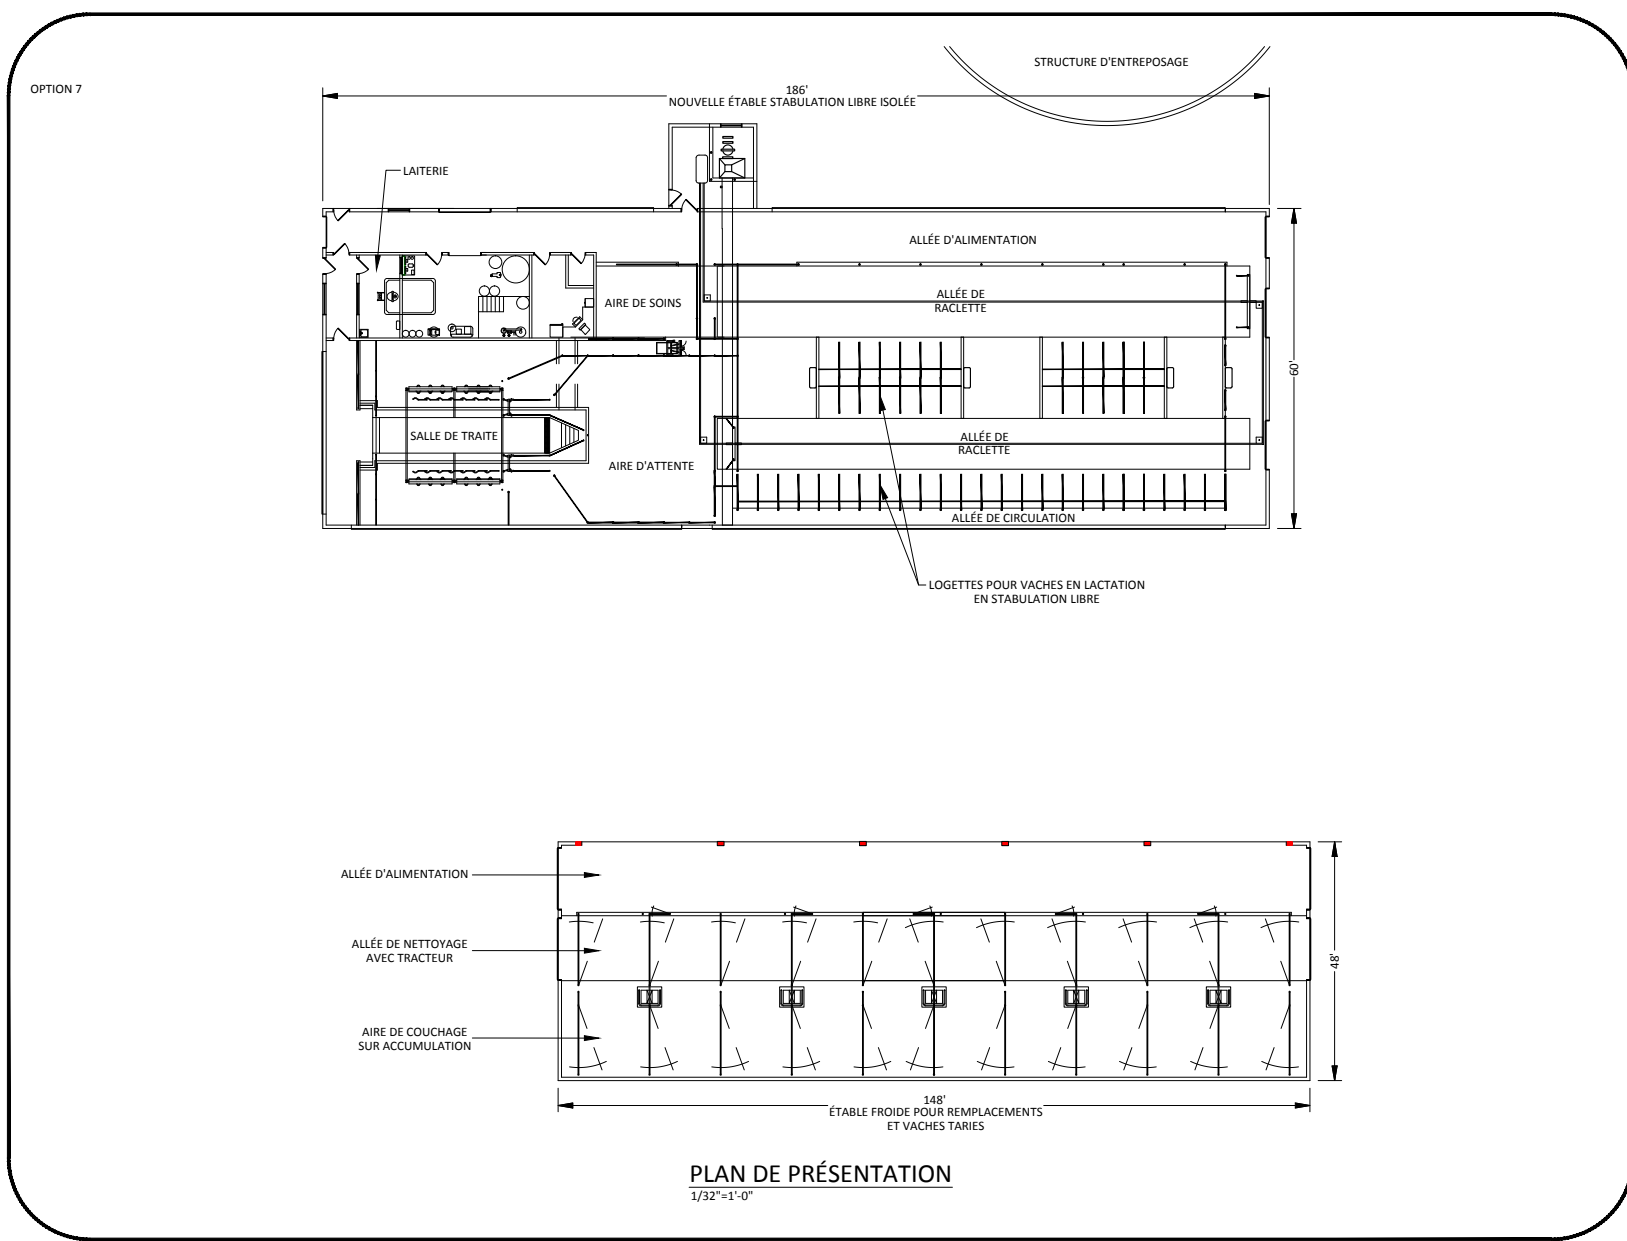 OPTION 7
STRUCTURE D'ENTREPOSAGE
186'
NOUVELLE ÉTABLE STABULATION LIBRE ISOLÉE
LAITERIE
ALLÉE D'ALIMENTATION
AIRE DE SOINS
ALLÉE DE
RACLETTE
60'
SALLE DE TRAITE
AIRE D'ATTENTE
ALLÉE DE
RACLETTE
ALLÉE DE CIRCULATION
LOGETTES POUR VACHES EN LACTATION
EN STABULATION LIBRE
ALLÉE D'ALIMENTATION
ALLÉE DE NETTOYAGE
AVEC TRACTEUR
48'
AIRE DE COUCHAGE
SUR ACCUMULATION
148'
ÉTABLE FROIDE POUR REMPLACEMENTS
ET VACHES TARIES
PLAN DE PRÉSENTATION
1/32"=1'-0"